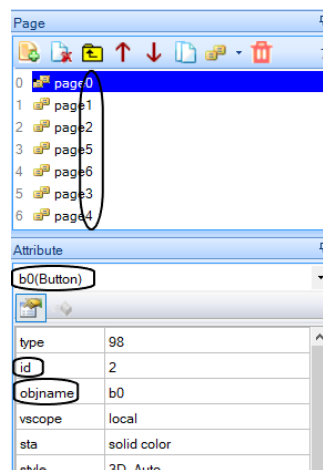 Page
0 page0
1 page1
2 page2
3 page5
4 page6
5 page3
6 page4
Attribute
b0(Button)
type 98
id 2
objname b0
vscope local
sta solid color
style 3D_Auto